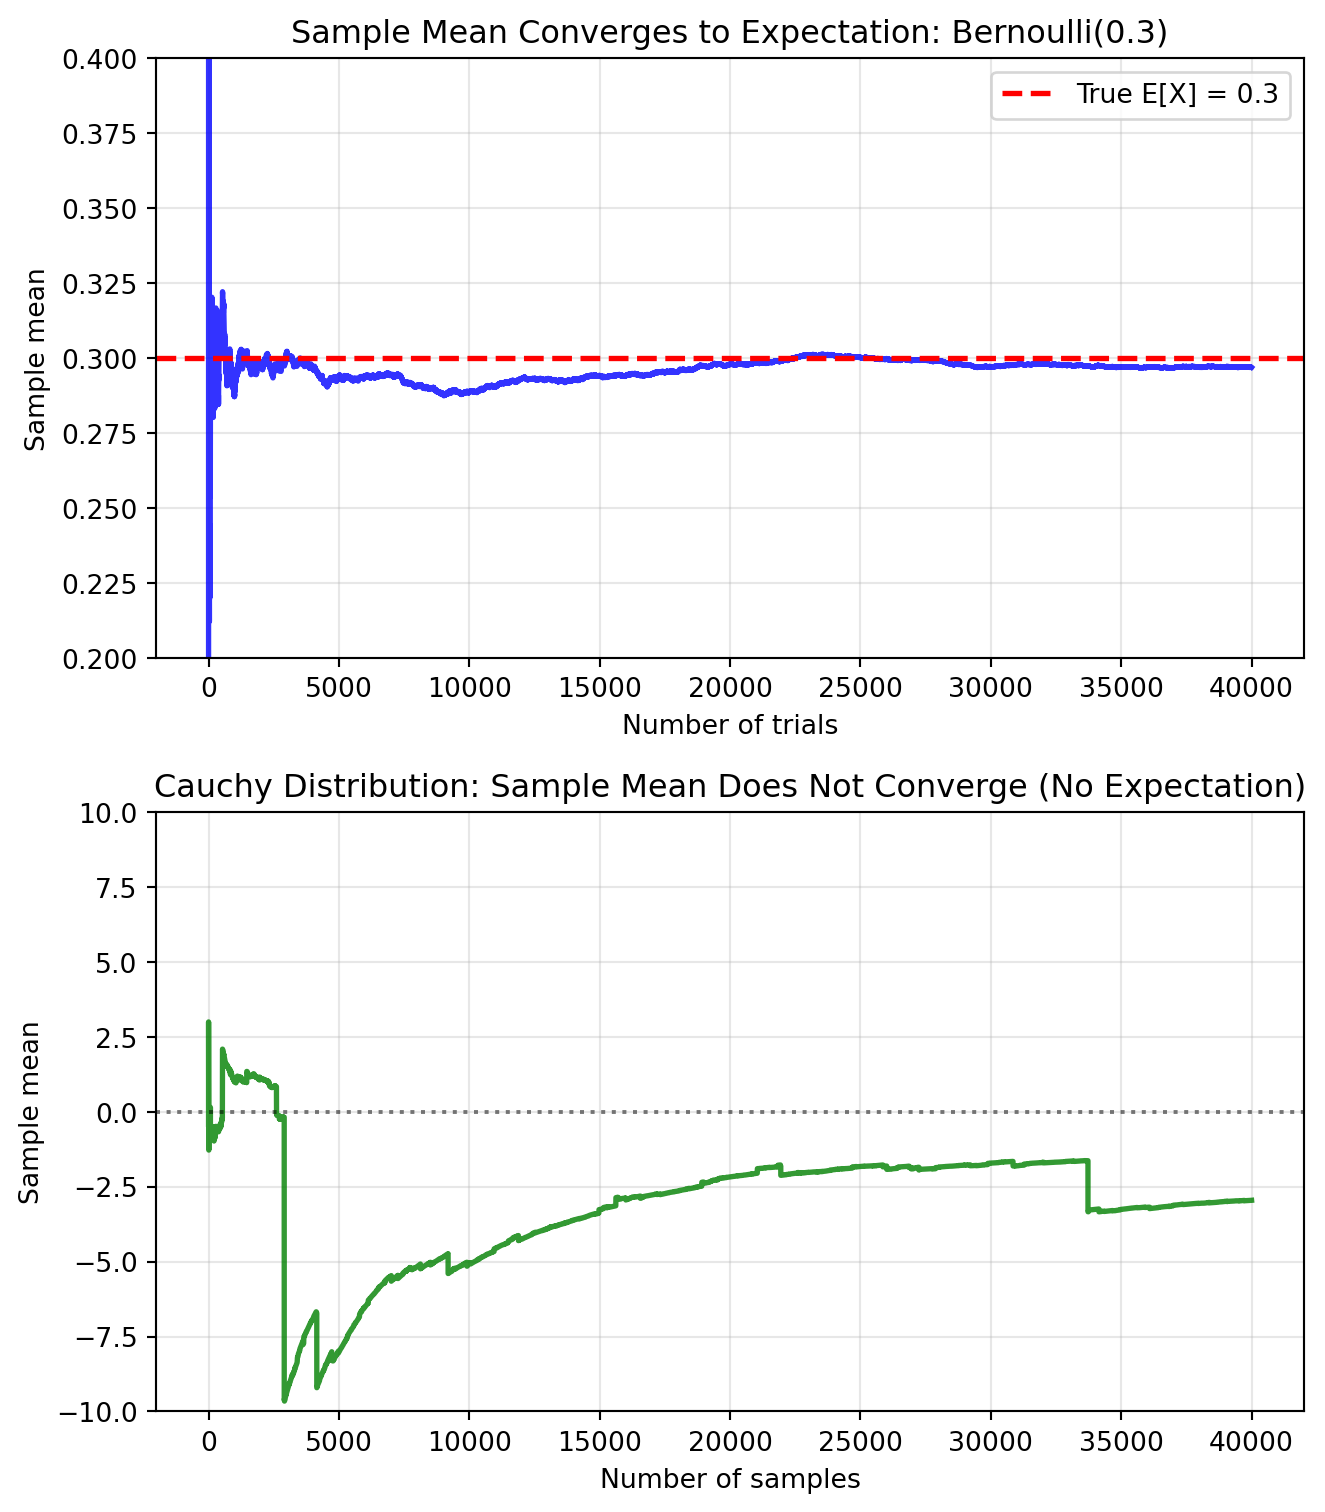 Sample Mean Converges to Expectation: Bernoulli(0.3)
True E[X] = 0.3
Sample mean
0.400
0.375
0.350
0.325
0.300
0.275
0.250
0.225
0.200
0 5000 10000 15000 20000 25000 30000 35000 40000
Number of trials
Cauchy Distribution: Sample Mean Does Not Converge (No Expectation)
Sample mean
10.0
7.5
5.0
2.5
0.0
−2.5
−5.0
−7.5
−10.0
0 5000 10000 15000 20000 25000 30000 35000 40000
Number of samples